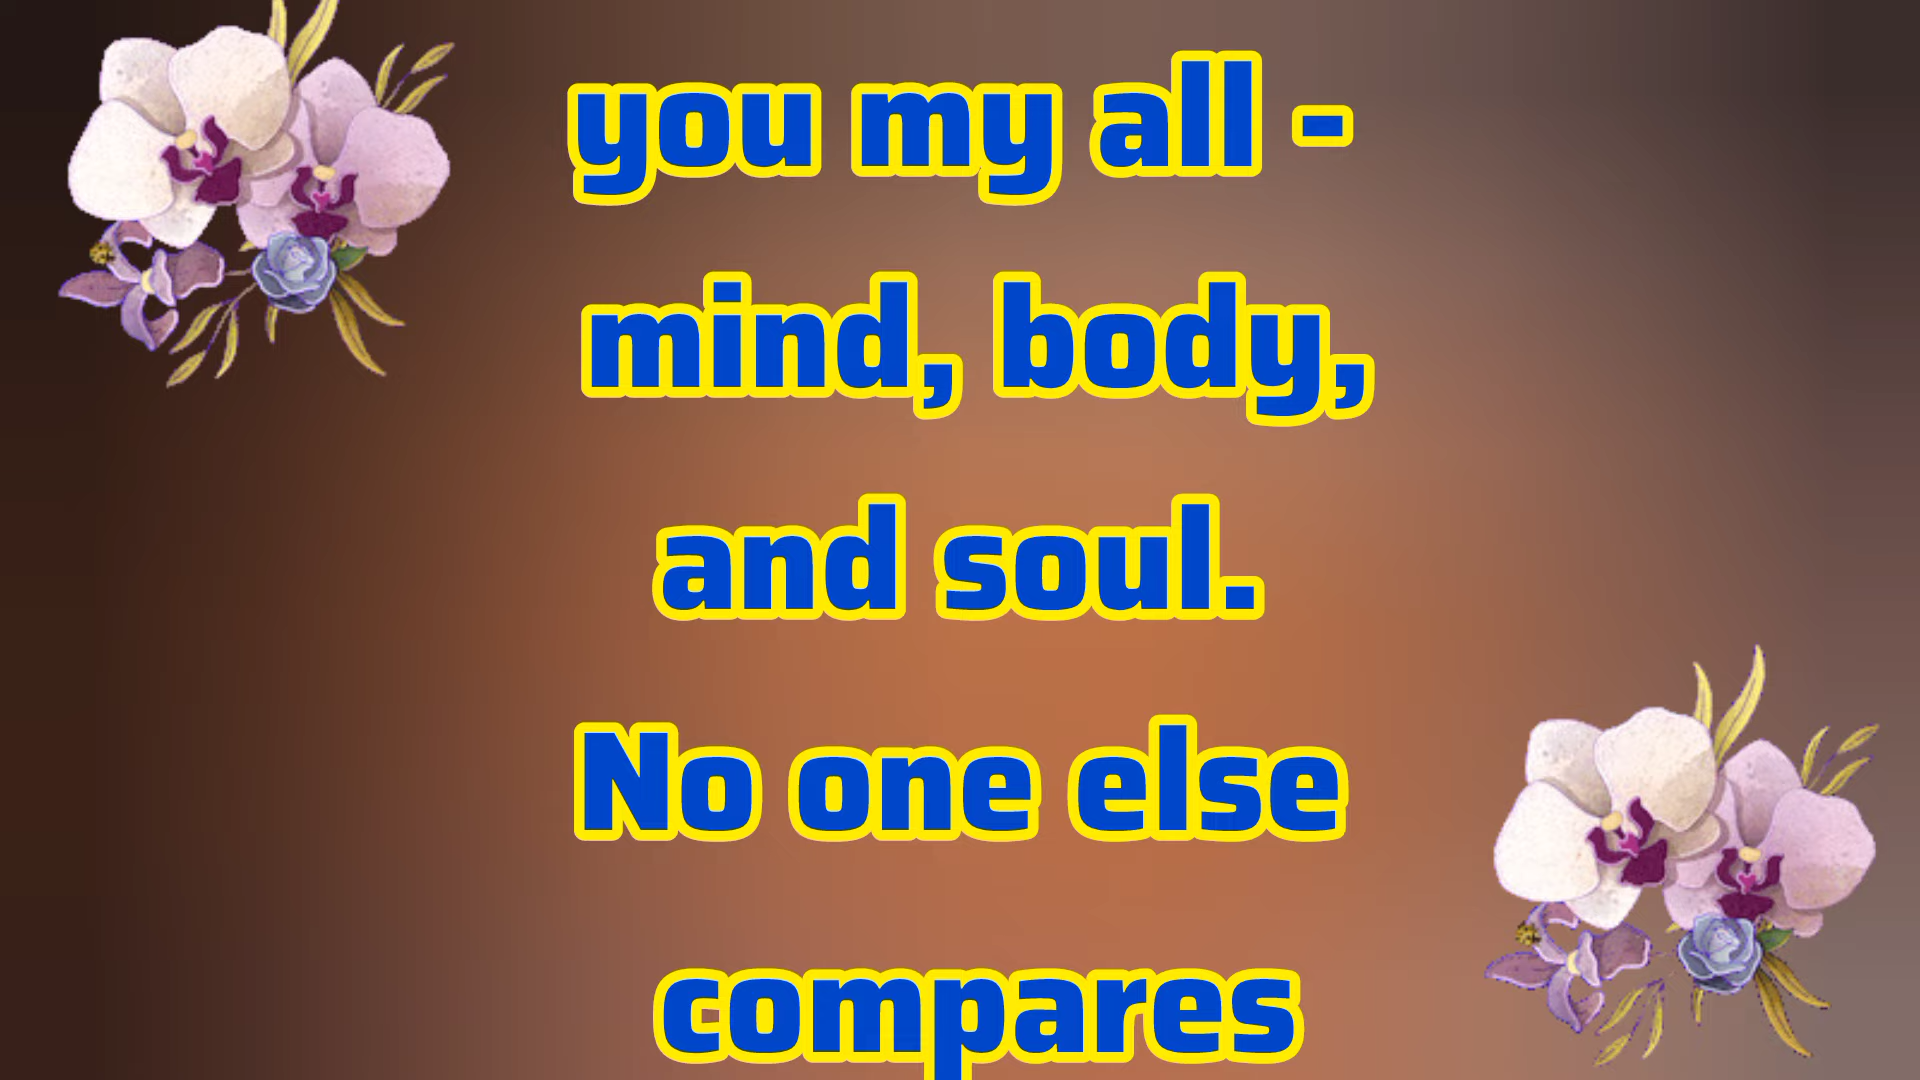 you my all -
mind, body,
and soul.
No one else
compares